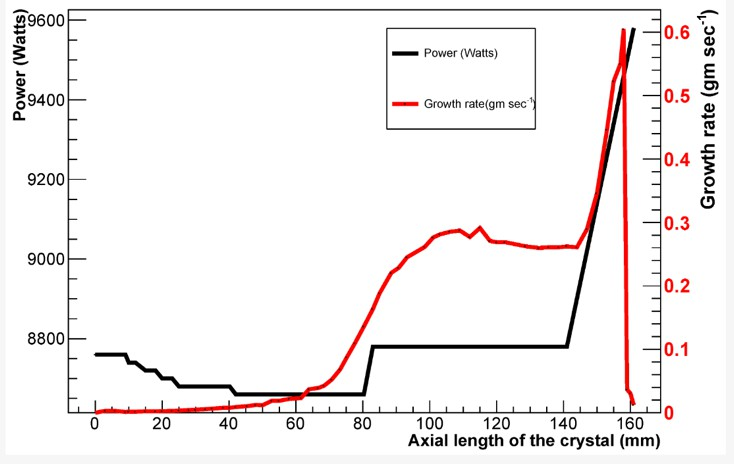 Power (Watts)
9600
9400
9200
9000
8800
Power (Watts)
Growth rate(gm sec⁻¹)
0.6
0.5
0.4
0.3
0.2
0.1
0
Growth rate (gm sec⁻¹)
0 20 40 60 80 100 120 140 160
Axial length of the crystal (mm)